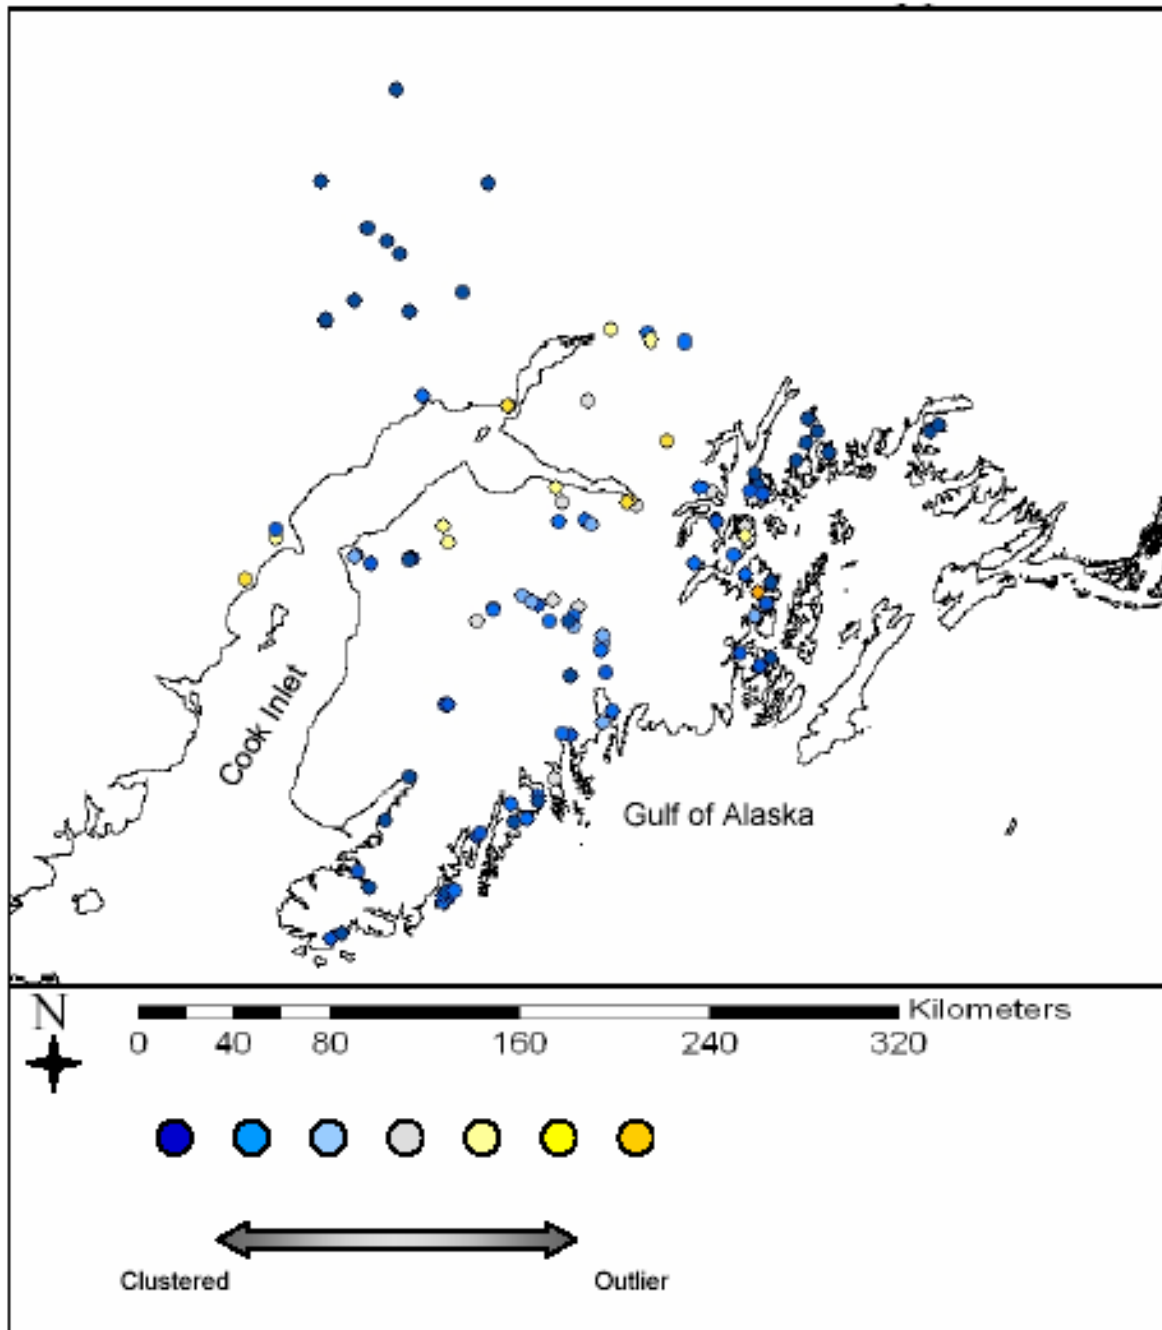 Cook Inlet
Gulf of Alaska
N
Kilometers
0 40 80 160 240 320
Clustered Outlier